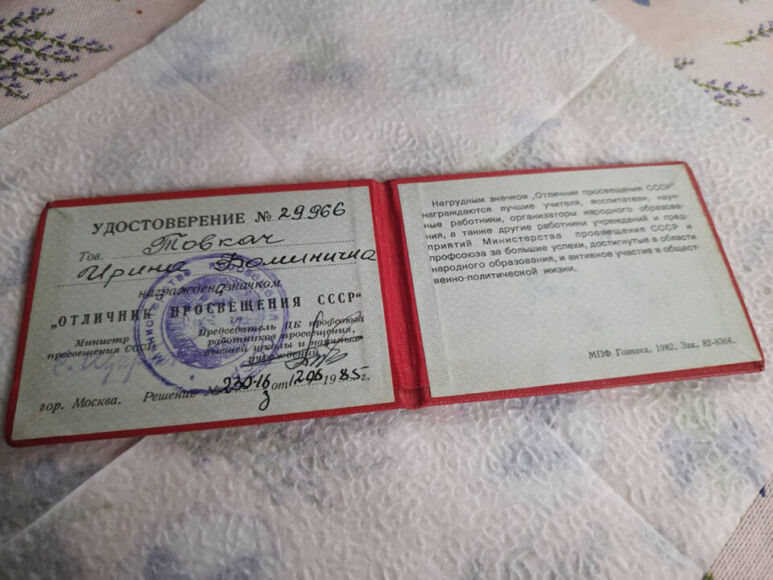 УДОСТОВЕРЕНИЕ № 29966
Тов. Товкач
Ирина Доминична
награжден значком
„ОТЛИЧНИК ПРОСВЕЩЕНИЯ СССР“
Министр
просвещения СССР
Председатель ЦК профсоюза
работников просвещения,
высшей школы и научных
учреждений
гор. Москва. Решение № 230-16 от 12 06 1985 г.
з
Нагрудным значком „Отличник просвещения СССР“
награждаются лучшие учителя, воспитатели, науч-
ные работники, организаторы народного образова-
ния, а также другие работники учреждений и пред-
приятий Министерства просвещения СССР и
профсоюза за большие успехи, достигнутые в области
народного образования, и активное участие в общест-
венно-политической жизни.
МПФ Гознака. 1982. Зак. 82-8368.